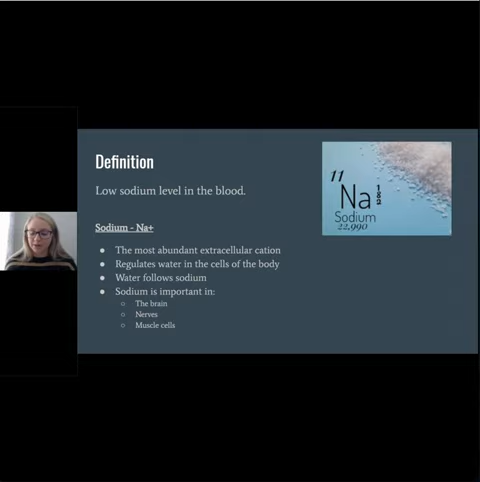 Definition
Low sodium level in the blood.
Sodium - Na+
The most abundant extracellular cation
Regulates water in the cells of the body
Water follows sodium
Sodium is important in:
The brain
Nerves
Muscle cells
11
Na
Sodium
22,990